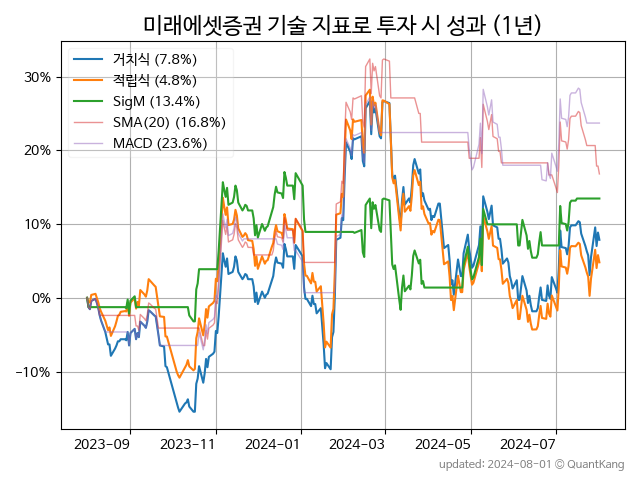 미래에셋증권 기술 지표로 투자 시 성과 (1년)
거치식 (7.8%)
적립식 (4.8%)
SigM (13.4%)
SMA(20) (16.8%)
MACD (23.6%)
30%
20%
10%
0%
−10%
2023-09 2023-11 2024-01 2024-03 2024-05 2024-07
updated: 2024-08-01 © QuantKang